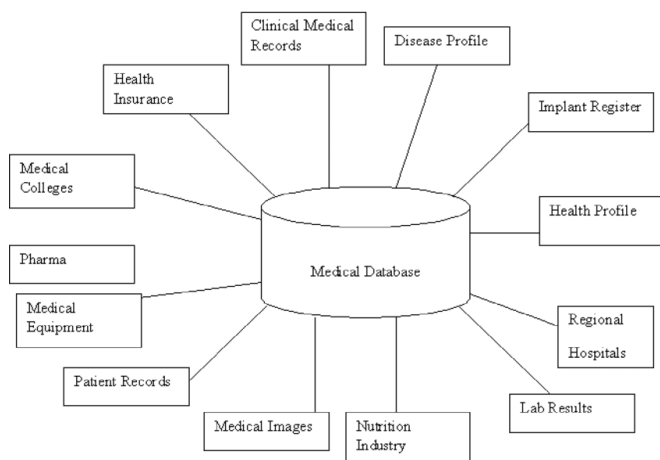 Clinical Medical
Records
Disease Profile
Health
Insurance
Implant Register
Medical
Colleges
Health Profile
Pharma
Medical Database
Medical
Equipment
Regional
Hospitals
Patient Records
Lab Results
Medical Images
Nutrition
Industry